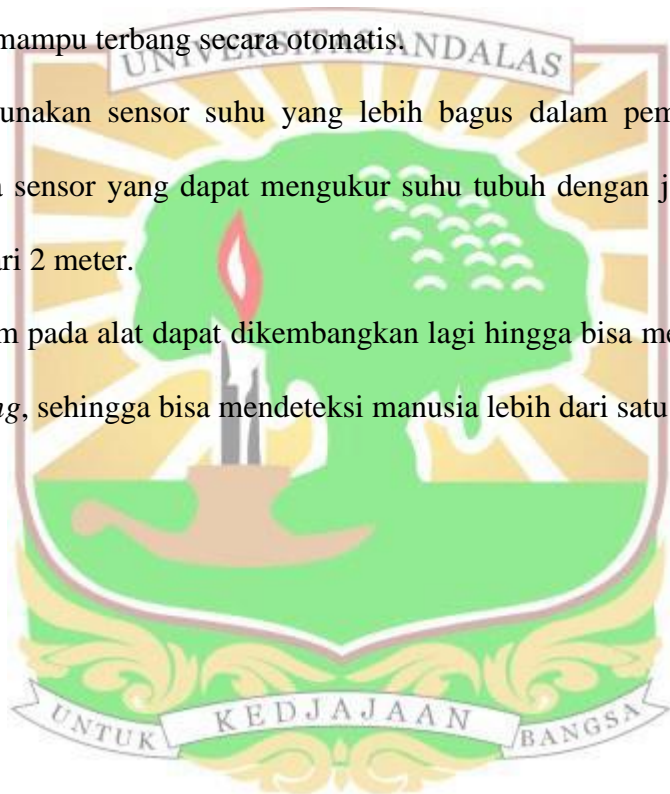 mampu terbang secara otomatis.
UNIVERSITAS ANDALAS
unakan sensor suhu yang lebih bagus dalam pem
sensor yang dapat mengukur suhu tubuh dengan j
ri 2 meter.
m pada alat dapat dikembangkan lagi hingga bisa me
ng, sehingga bisa mendeteksi manusia lebih dari satu
UNTUK KEDJAJAAN BANGSA